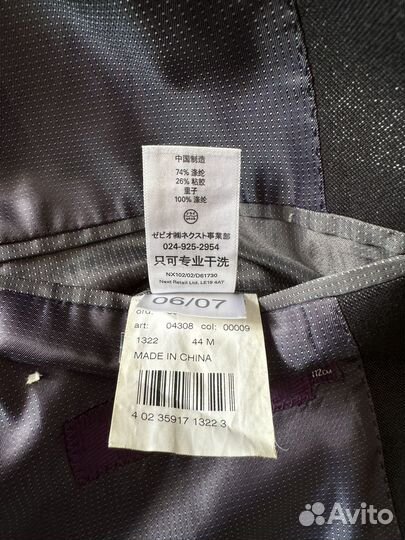 中国制造
74% 涤纶
26% 粘胶
里子
100% 涤纶
ゼビオ㈱ネクスト事業部
024-925-2954
只可专业干洗
NX102/02/D61730
Next Retail Ltd. LE19 4AT
06/07
art: 04308 col: 00009
1322 44 M
MADE IN CHINA
4 02 35917 1322 3
Avito